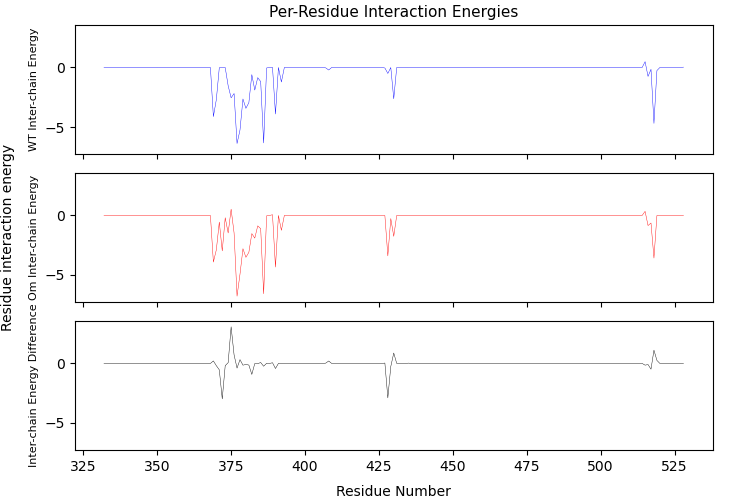 Per-Residue Interaction Energies
Residue interaction energy
WT Inter-chain Energy
0
−5
Om Inter-chain Energy
0
−5
Inter-chain Energy Difference
0
−5
325 350 375 400 425 450 475 500 525
Residue Number